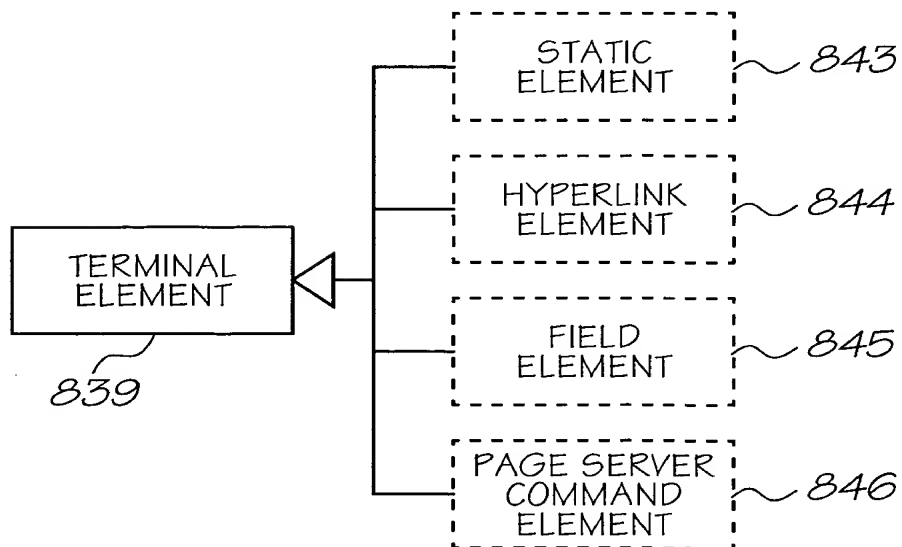 STATIC
ELEMENT
843
HYPERLINK
ELEMENT
844
TERMINAL
ELEMENT
839
FIELD
ELEMENT
845
PAGE SERVER
COMMAND
ELEMENT
846